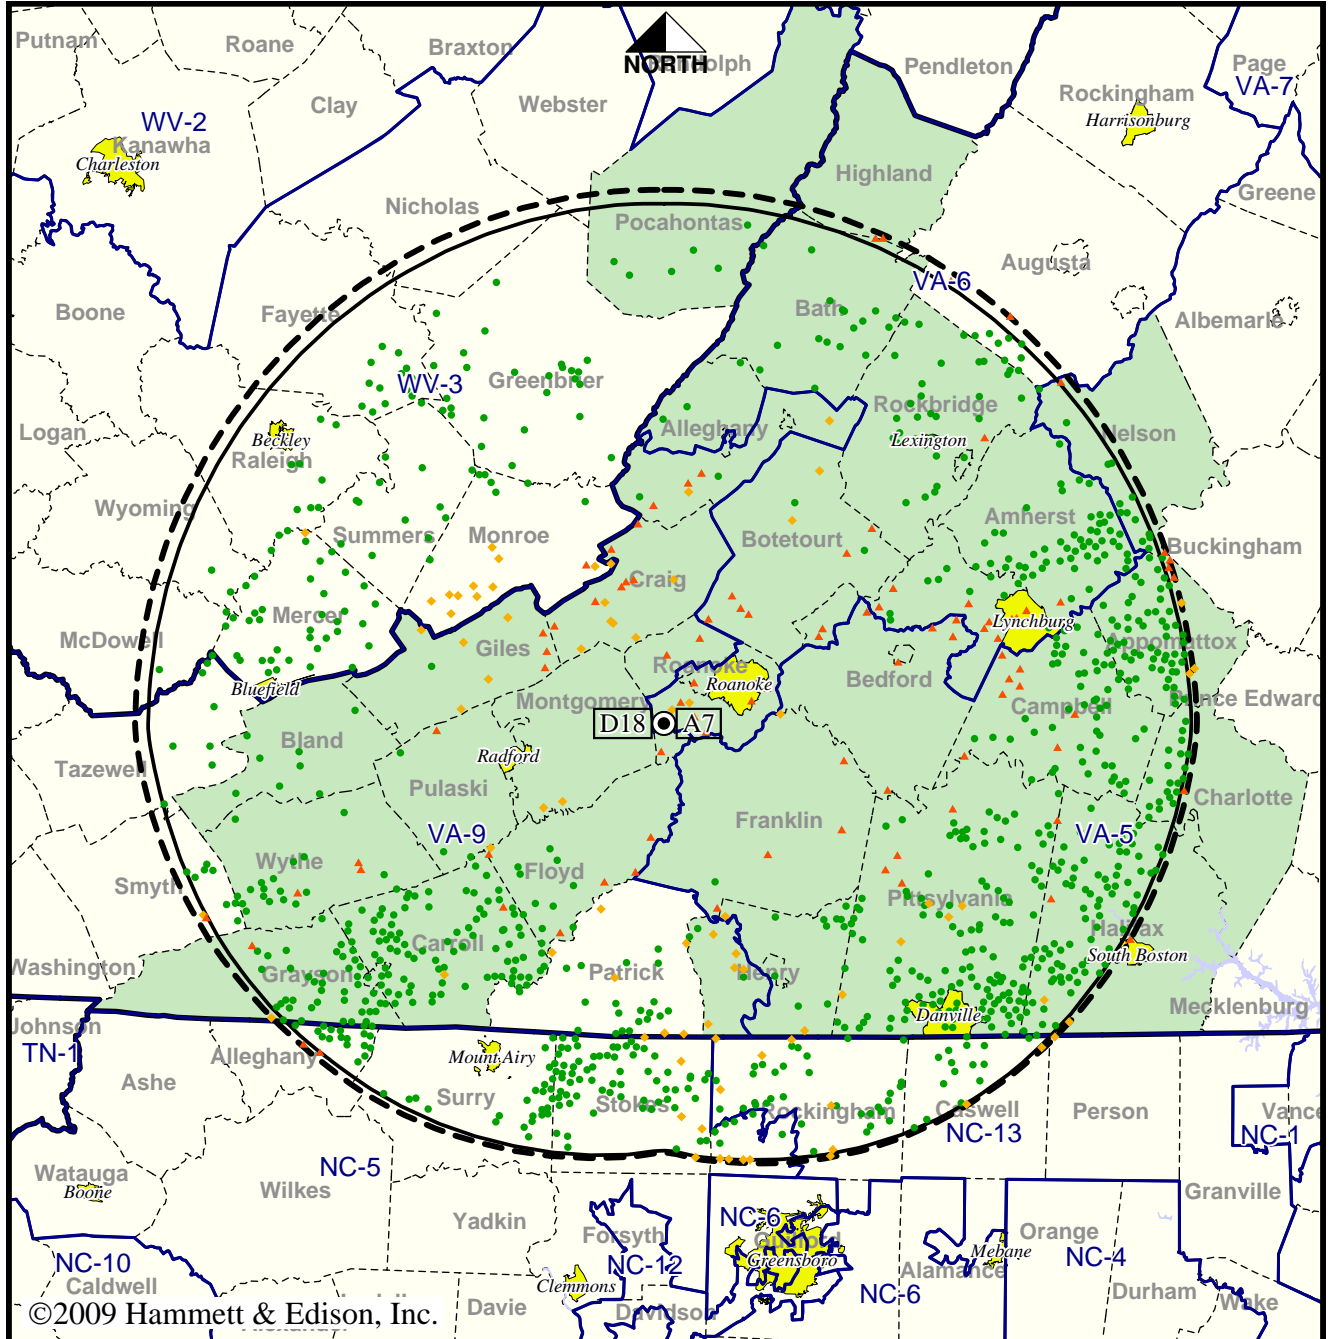 Putnam
Roane
Braxton
NORTH
Randolph
Pendleton
Page
VA-7
Clay
Webster
Rockingham
Harrisonburg
WV-2
Kanawha
Charleston
Highland
Greene
Nicholas
Pocahontas
Augusta
VA-6
Boone
Fayette
Bath
Albemarle
WV-3
Greenbrier
Rockbridge
Logan
Beckley
Raleigh
Alleghany
Lexington
Nelson
Wyoming
Summers
Monroe
Botetourt
Amherst
Buckingham
Craig
Mercer
McDowell
Giles
Lynchburg
Appomattox
Roanoke
Roanoke
Bedford
Bluefield
Montgomery
Campbell
Prince Edward
D18
A7
Bland
Radford
Tazewell
Pulaski
Charlotte
VA-9
Franklin
VA-5
Smyth
Wythe
Floyd
Pittsylvania
Halifax
Washington
Grayson
Carroll
Patrick
Henry
South Boston
Mecklenburg
Danville
Johnson
TN-1
Alleghany
Mount Airy
Ashe
Surry
Stokes
Rockingham
Caswell
Person
Vance
NC-13
NC-1
NC-5
Watauga
Boone
Wilkes
Granville
Yadkin
Forsyth
NC-6
Guilford
Greensboro
Orange
Mebane
NC-4
NC-10
Caldwell
Clemmons
NC-12
Alamance
NC-6
Durham
Wake
Davie
Davidson
©2009 Hammett & Edison, Inc.